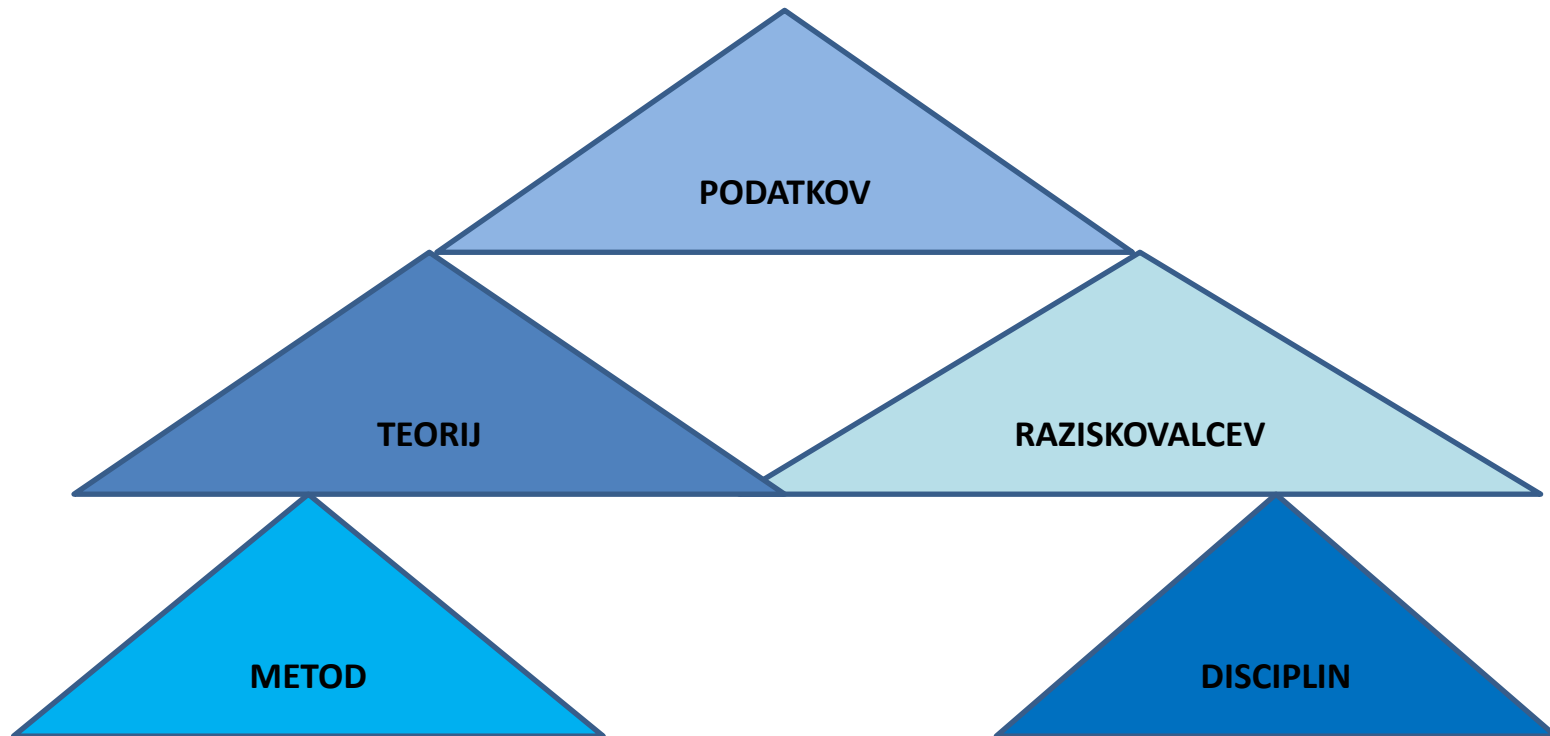 PODATKOV
TEORIJ
RAZISKOVALCEV
METOD
DISCIPLIN